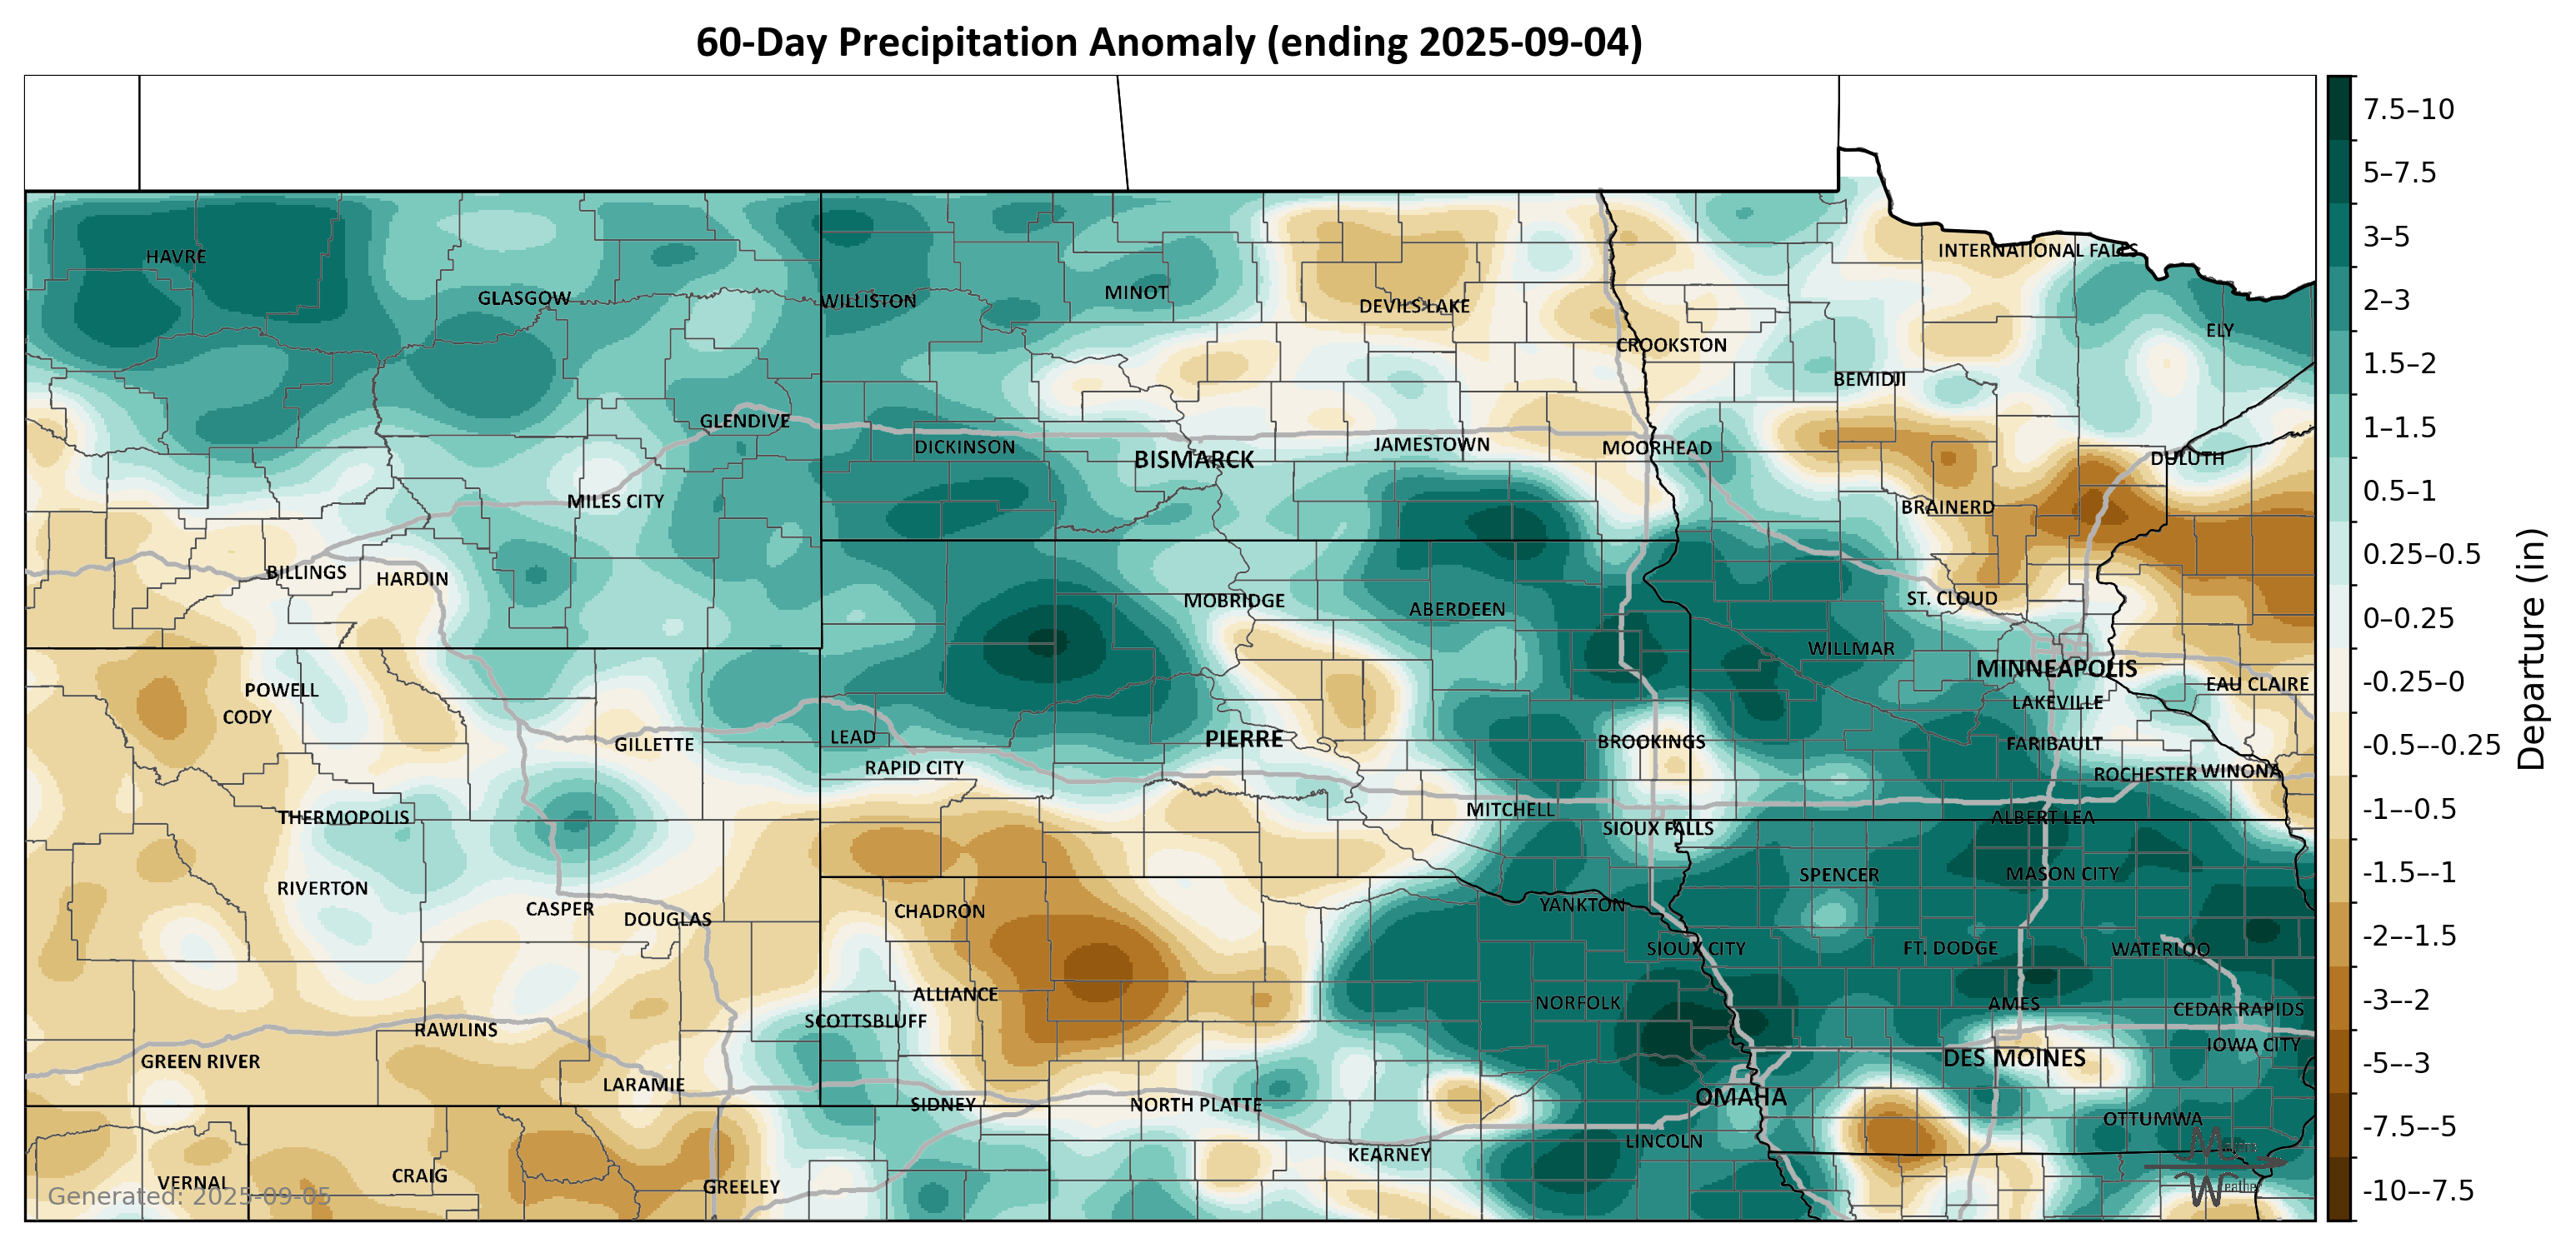 60-Day Precipitation Anomaly (ending 2025-09-04)
HAVRE
GLASGOW
WILLISTON
MINOT
DEVILS LAKE
CROOKSTON
INTERNATIONAL FALLS
ELY
BEMIDJI
GLENDIVE
DICKINSON
BISMARCK
JAMESTOWN
MOORHEAD
DULUTH
MILES CITY
BRAINERD
BILLINGS
HARDIN
MOBRIDGE
ABERDEEN
ST. CLOUD
WILLMAR
MINNEAPOLIS
EAU CLAIRE
POWELL
CODY
LAKEVILLE
GILLETTE
LEAD
PIERRE
BROOKINGS
FARIBAULT
RAPID CITY
ROCHESTER
WINONA
THERMOPOLIS
MITCHELL
SIOUX FALLS
ALBERT LEA
RIVERTON
SPENCER
MASON CITY
CASPER
DOUGLAS
CHADRON
YANKTON
SIOUX CITY
FT. DODGE
WATERLOO
ALLIANCE
NORFOLK
AMES
CEDAR RAPIDS
SCOTTSBLUFF
RAWLINS
IOWA CITY
GREEN RIVER
DES MOINES
LARAMIE
SIDNEY
NORTH PLATTE
OMAHA
OTTUMWA
LINCOLN
KEARNEY
VERNAL
CRAIG
GREELEY
Generated: 2025-09-05
7.5–10
5–7.5
3–5
2–3
1.5–2
1–1.5
0.5–1
0.25–0.5
0–0.25
-0.25–0
-0.5–-0.25
-1–-0.5
-1.5–-1
-2–-1.5
-3–-2
-5–-3
-7.5–-5
-10–-7.5
Departure (in)